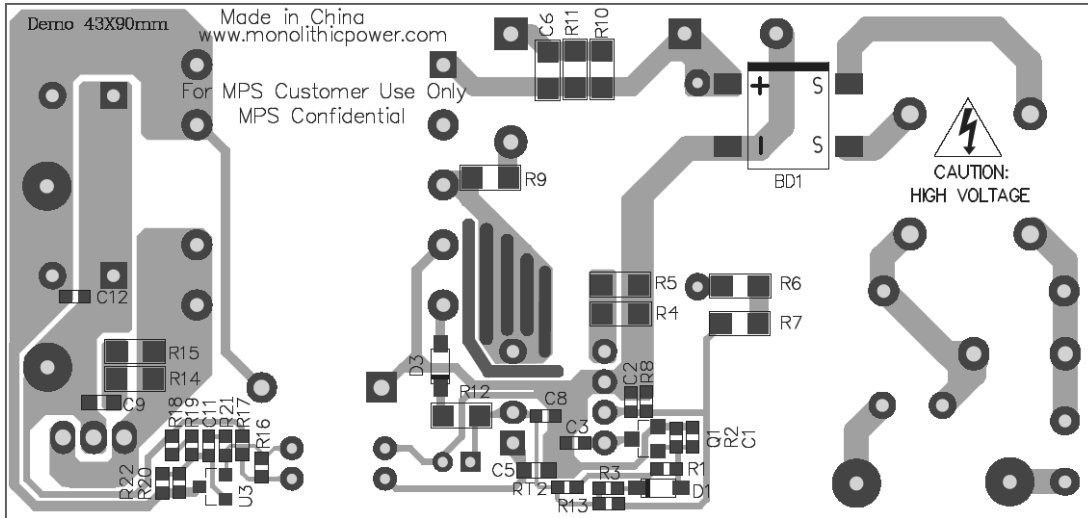 Demo 43X90mm
Made in China
www.monolithicpower.com
For MPS Customer Use Only
MPS Confidential
C6
R11
R10
+
S
-
S
BD1
CAUTION:
HIGH VOLTAGE
R9
C12
R5
R6
R4
R7
R15
R14
D3
C2
R8
C9
R12
C8
R18
R19
C11
R21
R17
R16
C3
Q1
R2
C1
R22
R20
U3
C5
RT2
R3
R13
R1
D1